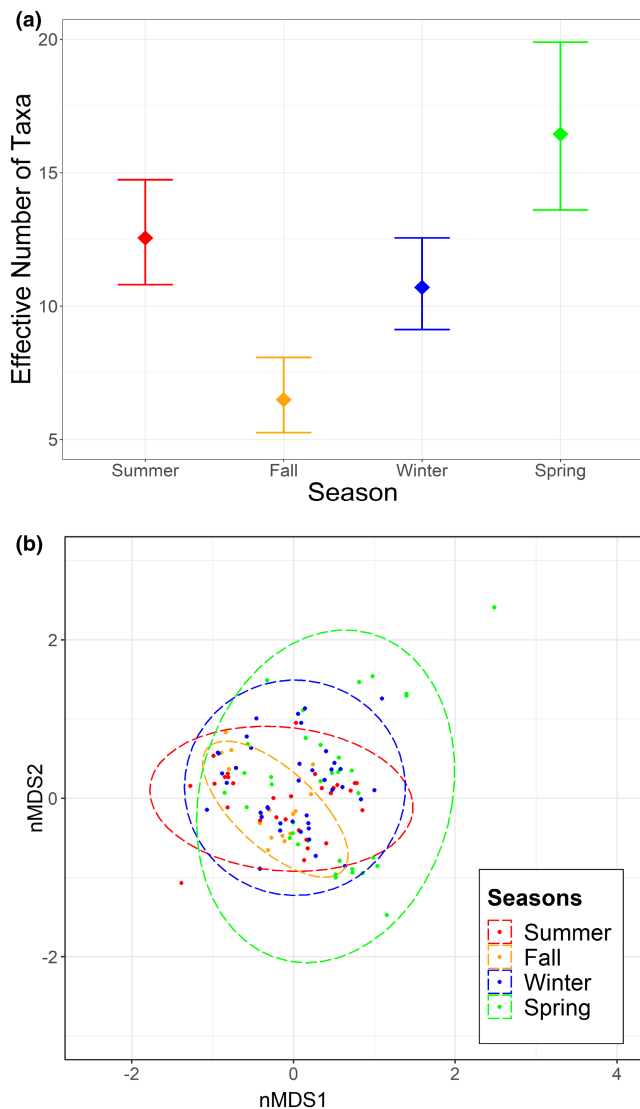 (a)
20
15
10
5
Effective Number of Taxa
Summer Fall Winter Spring
Season
(b)
2
0
-2
nMDS2
-2 0 2 4
nMDS1
Seasons
Summer
Fall
Winter
Spring